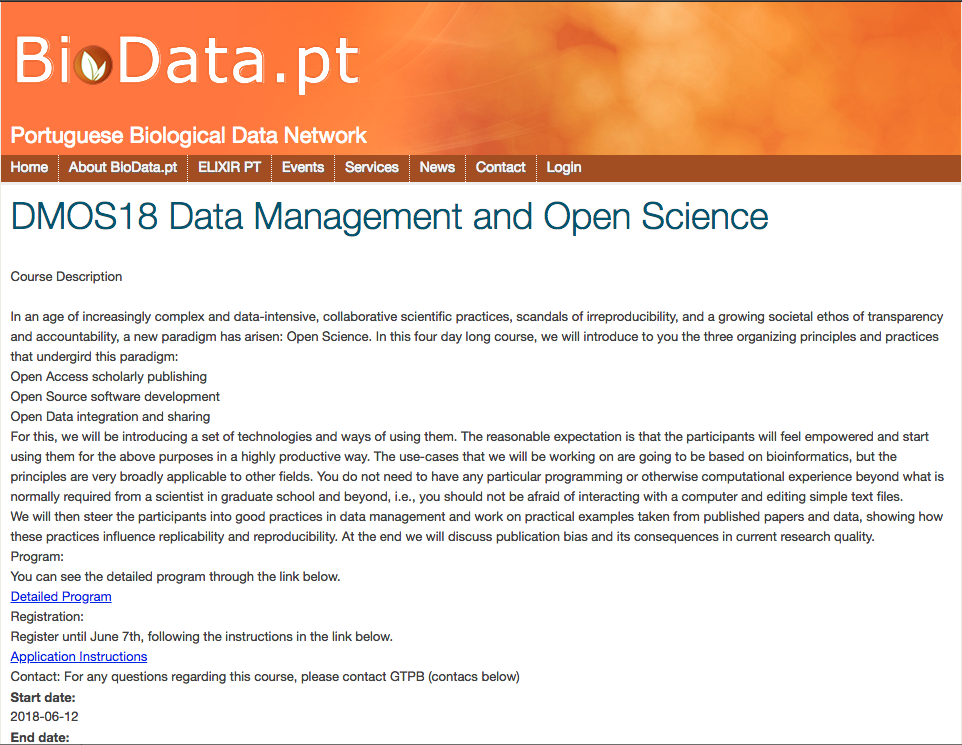 BioData.pt
Portuguese Biological Data Network
Home About BioData.pt ELIXIR PT Events Services News Contact Login
DMOS18 Data Management and Open Science
Course Description
In an age of increasingly complex and data-intensive, collaborative scientific practices, scandals of irreproducibility, and a growing societal ethos of transparency
and accountability, a new paradigm has arisen: Open Science. In this four day long course, we will introduce to you the three organizing principles and practices
that undergird this paradigm:
Open Access scholarly publishing
Open Source software development
Open Data integration and sharing
For this, we will be introducing a set of technologies and ways of using them. The reasonable expectation is that the participants will feel empowered and start
using them for the above purposes in a highly productive way. The use-cases that we will be working on are going to be based on bioinformatics, but the
principles are very broadly applicable to other fields. You do not need to have any particular programming or otherwise computational experience beyond what is
normally required from a scientist in graduate school and beyond, i.e., you should not be afraid of interacting with a computer and editing simple text files.
We will then steer the participants into good practices in data management and work on practical examples taken from published papers and data, showing how
these practices influence replicability and reproducibility. At the end we will discuss publication bias and its consequences in current research quality.
Program:
You can see the detailed program through the link below.
Detailed Program
Registration:
Register until June 7th, following the instructions in the link below.
Application Instructions
Contact: For any questions regarding this course, please contact GTPB (contacs below)
Start date:
2018-06-12
End date: